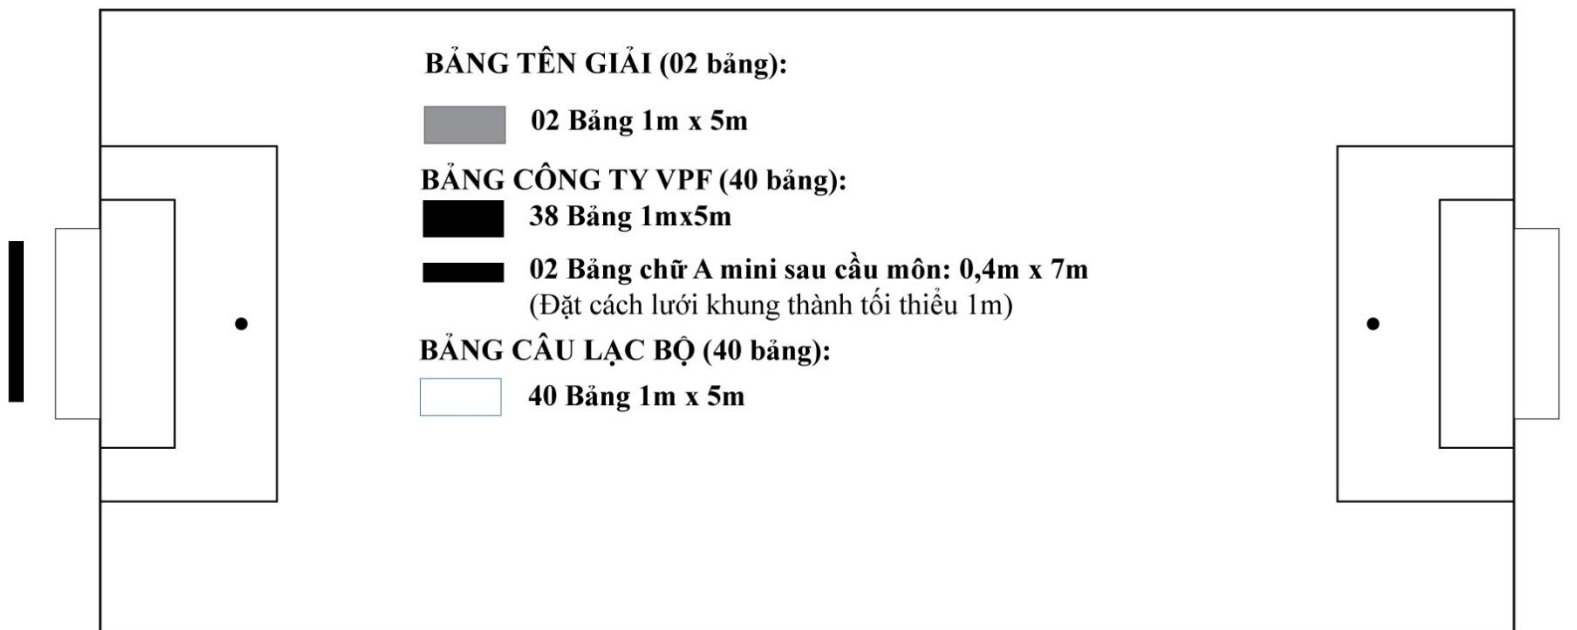 BẢNG TÊN GIẢI (02 bảng):
02 Bảng 1m x 5m
BẢNG CÔNG TY VPF (40 bảng):
38 Bảng 1mx5m
02 Bảng chữ A mini sau cầu môn: 0,4m x 7m
(Đặt cách lưới khung thành tối thiểu 1m)
BẢNG CÂU LẠC BỘ (40 bảng):
40 Bảng 1m x 5m